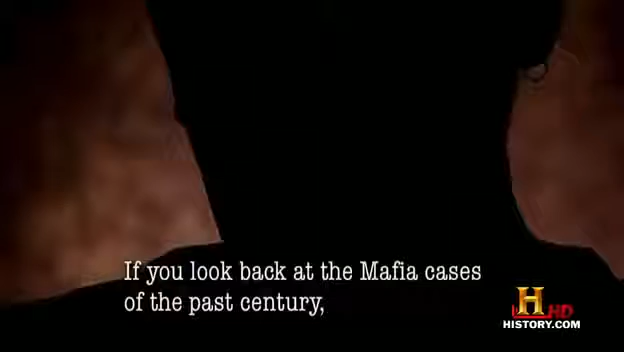 If you look back at the Mafia cases
of the past century,
H
HD
HISTORY.COM